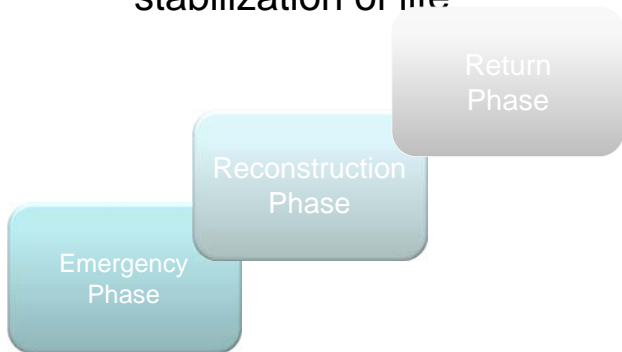 stabilization of life
Return
Phase
Reconstruction
Phase
Emergency
Phase